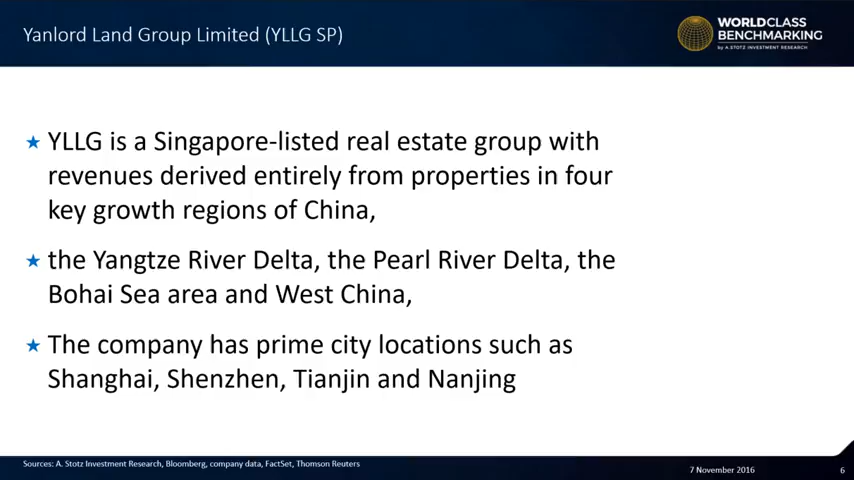 Yanlord Land Group Limited (YLLG SP)
WORLDCLASS
BENCHMARKING
by A.STOTZ INVESTMENT RESEARCH
★ YLLG is a Singapore-listed real estate group with
revenues derived entirely from properties in four
key growth regions of China,
★ the Yangtze River Delta, the Pearl River Delta, the
Bohai Sea area and West China,
★ The company has prime city locations such as
Shanghai, Shenzhen, Tianjin and Nanjing
Sources: A. Stotz Investment Research, Bloomberg, company data, FactSet, Thomson Reuters
7 November 2016
6